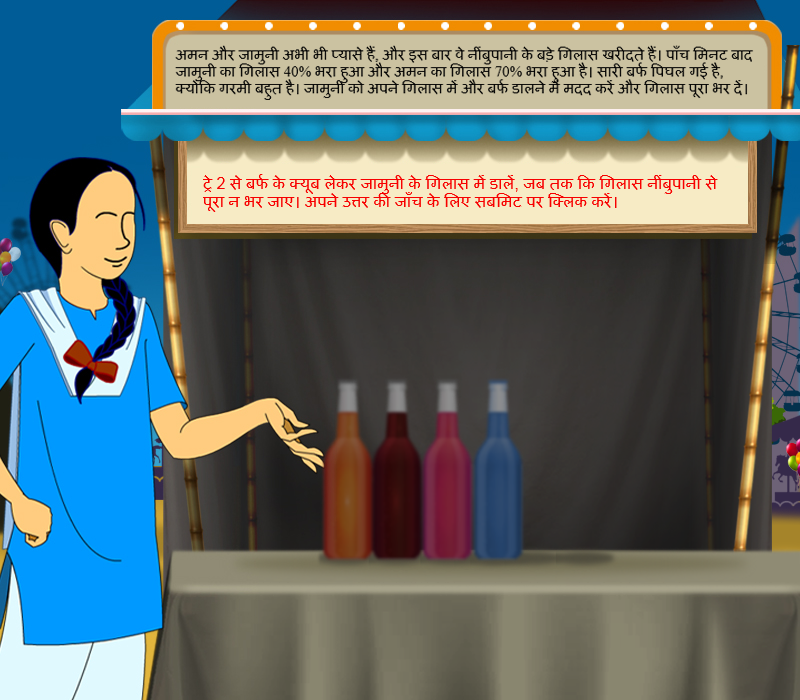 अमन और जामुनी अभी भी प्यासे हैं, और इस बार वे नींबुपानी के बड़े गिलास खरीदते हैं। पाँच मिनट बाद
जामुनी का गिलास 40% भरा हुआ और अमन का गिलास 70% भरा हुआ है। सारी बर्फ पिघल गई है,
क्योंकि गरमी बहुत है। जामुनी को अपने गिलास में और बर्फ डालने में मदद करें और गिलास पूरा भर दें।
ट्रे 2 से बर्फ के क्यूब लेकर जामुनी के गिलास में डालें, जब तक कि गिलास नींबुपानी से
पूरा न भर जाए। अपने उत्तर की जाँच के लिए सबमिट पर क्लिक करें।